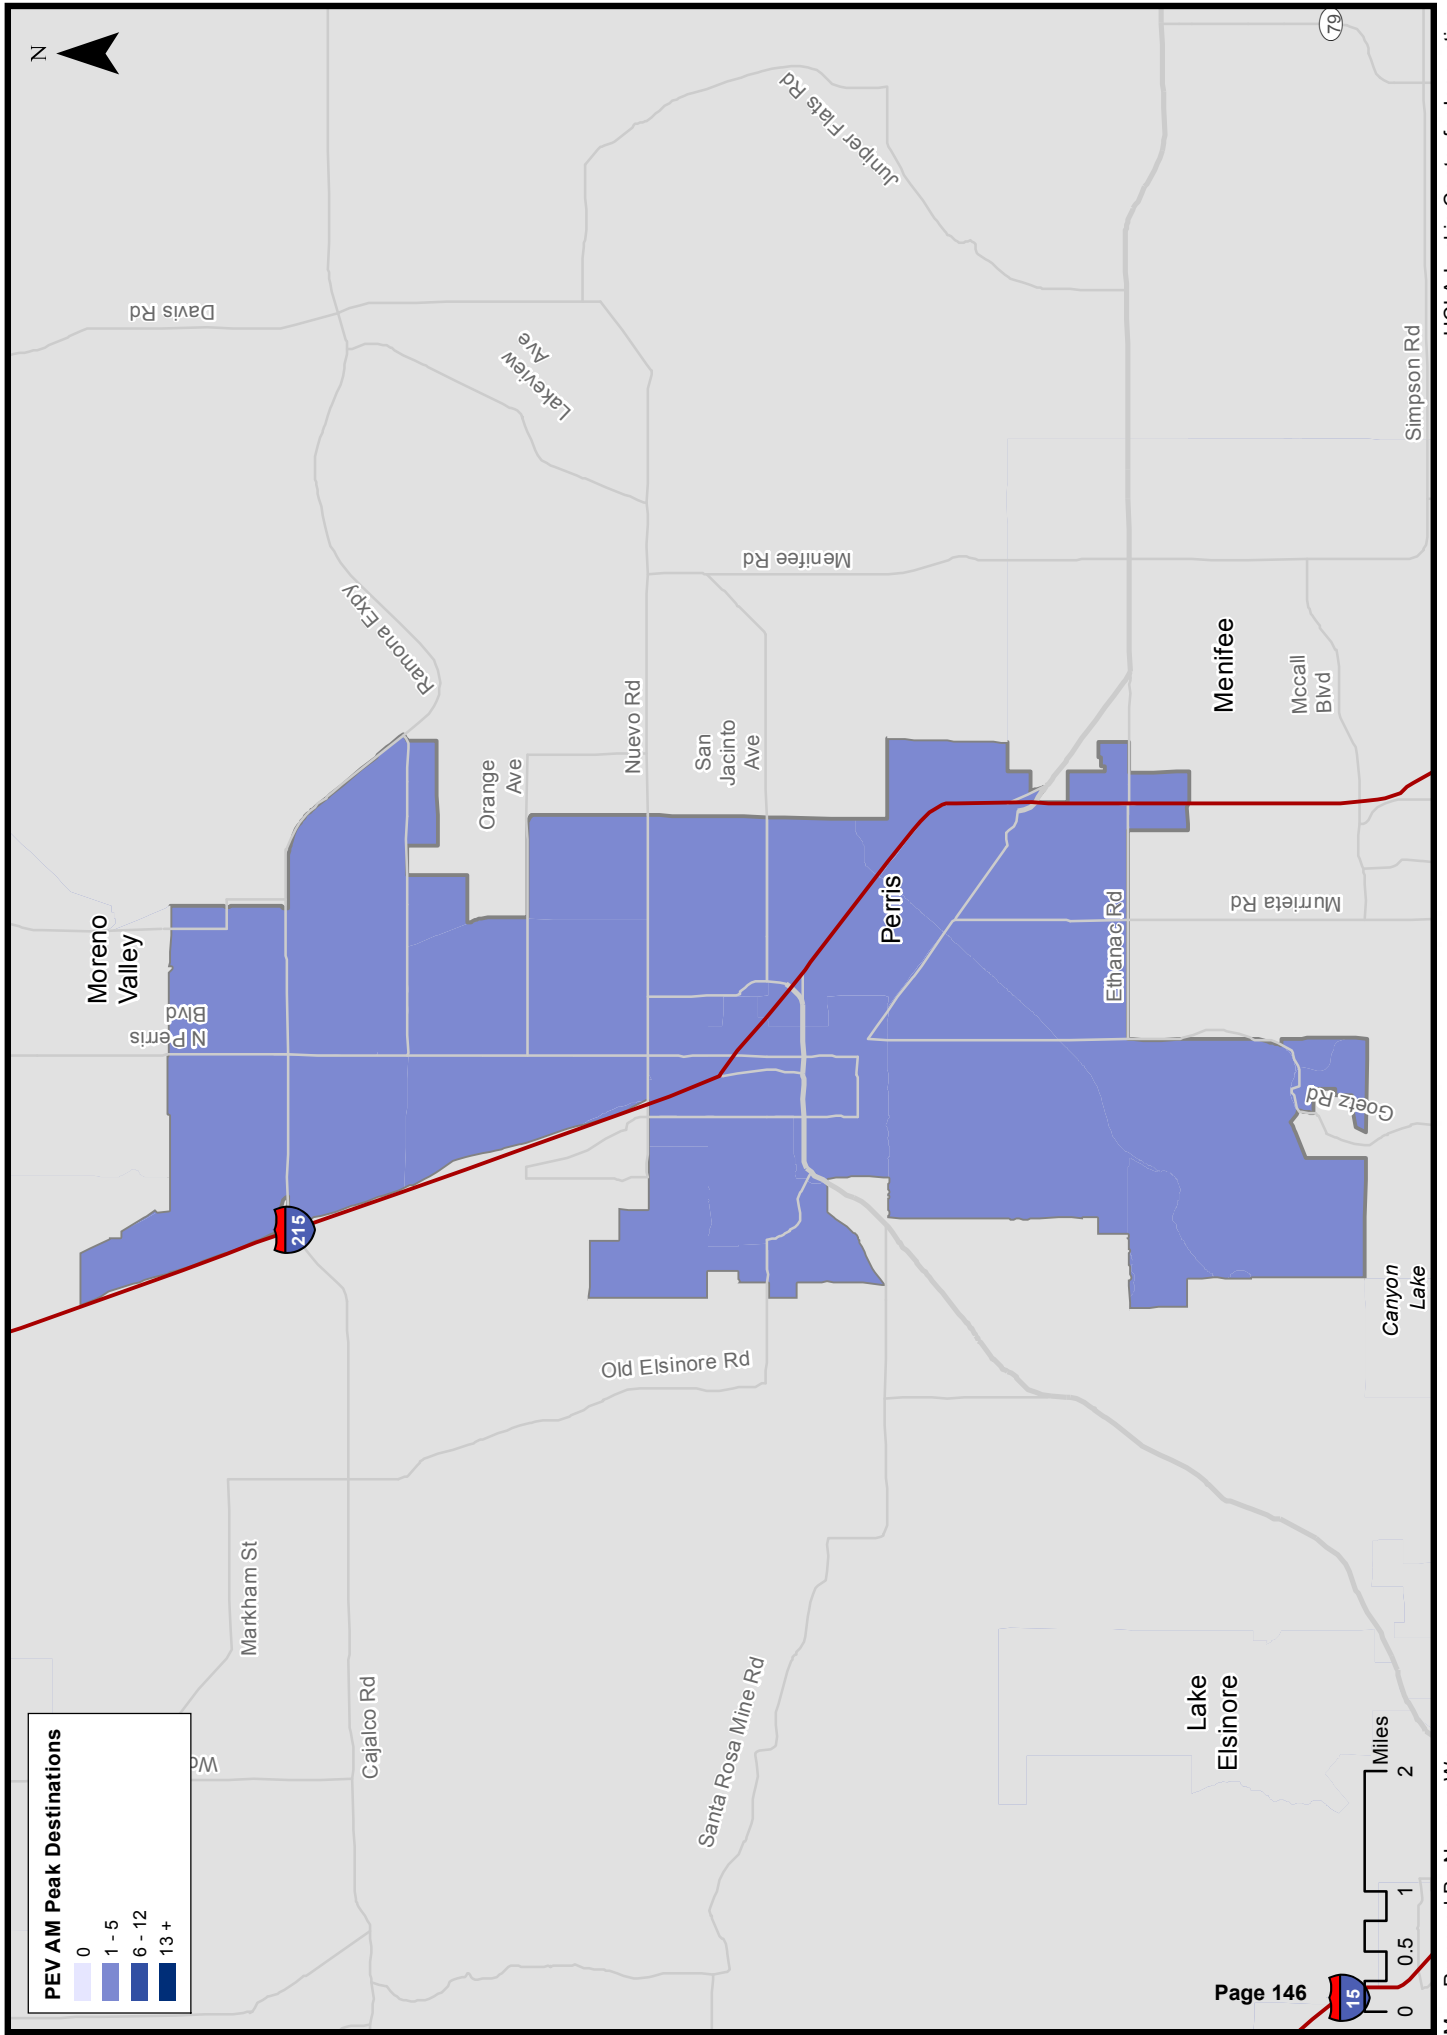 N
PEV AM Peak Destinations
0
1 - 5
6 - 12
13 +
Moreno
Valley
N Perris
Blvd
Davis Rd
Ramona Expy
Lakeview
Ave
Juniper Flats Rd
79
215
Markham St
Cajalco Rd
Old Elsinore Rd
Orange
Ave
Nuevo Rd
San
Jacinto
Ave
Menifee Rd
Perris
Santa Rosa Mine Rd
Ethanac Rd
Murrieta Rd
Menifee
Mccall
Blvd
Simpson Rd
Goetz Rd
Canyon
Lake
Lake
Elsinore
Page 146
15
Miles
0 0.5 1 2